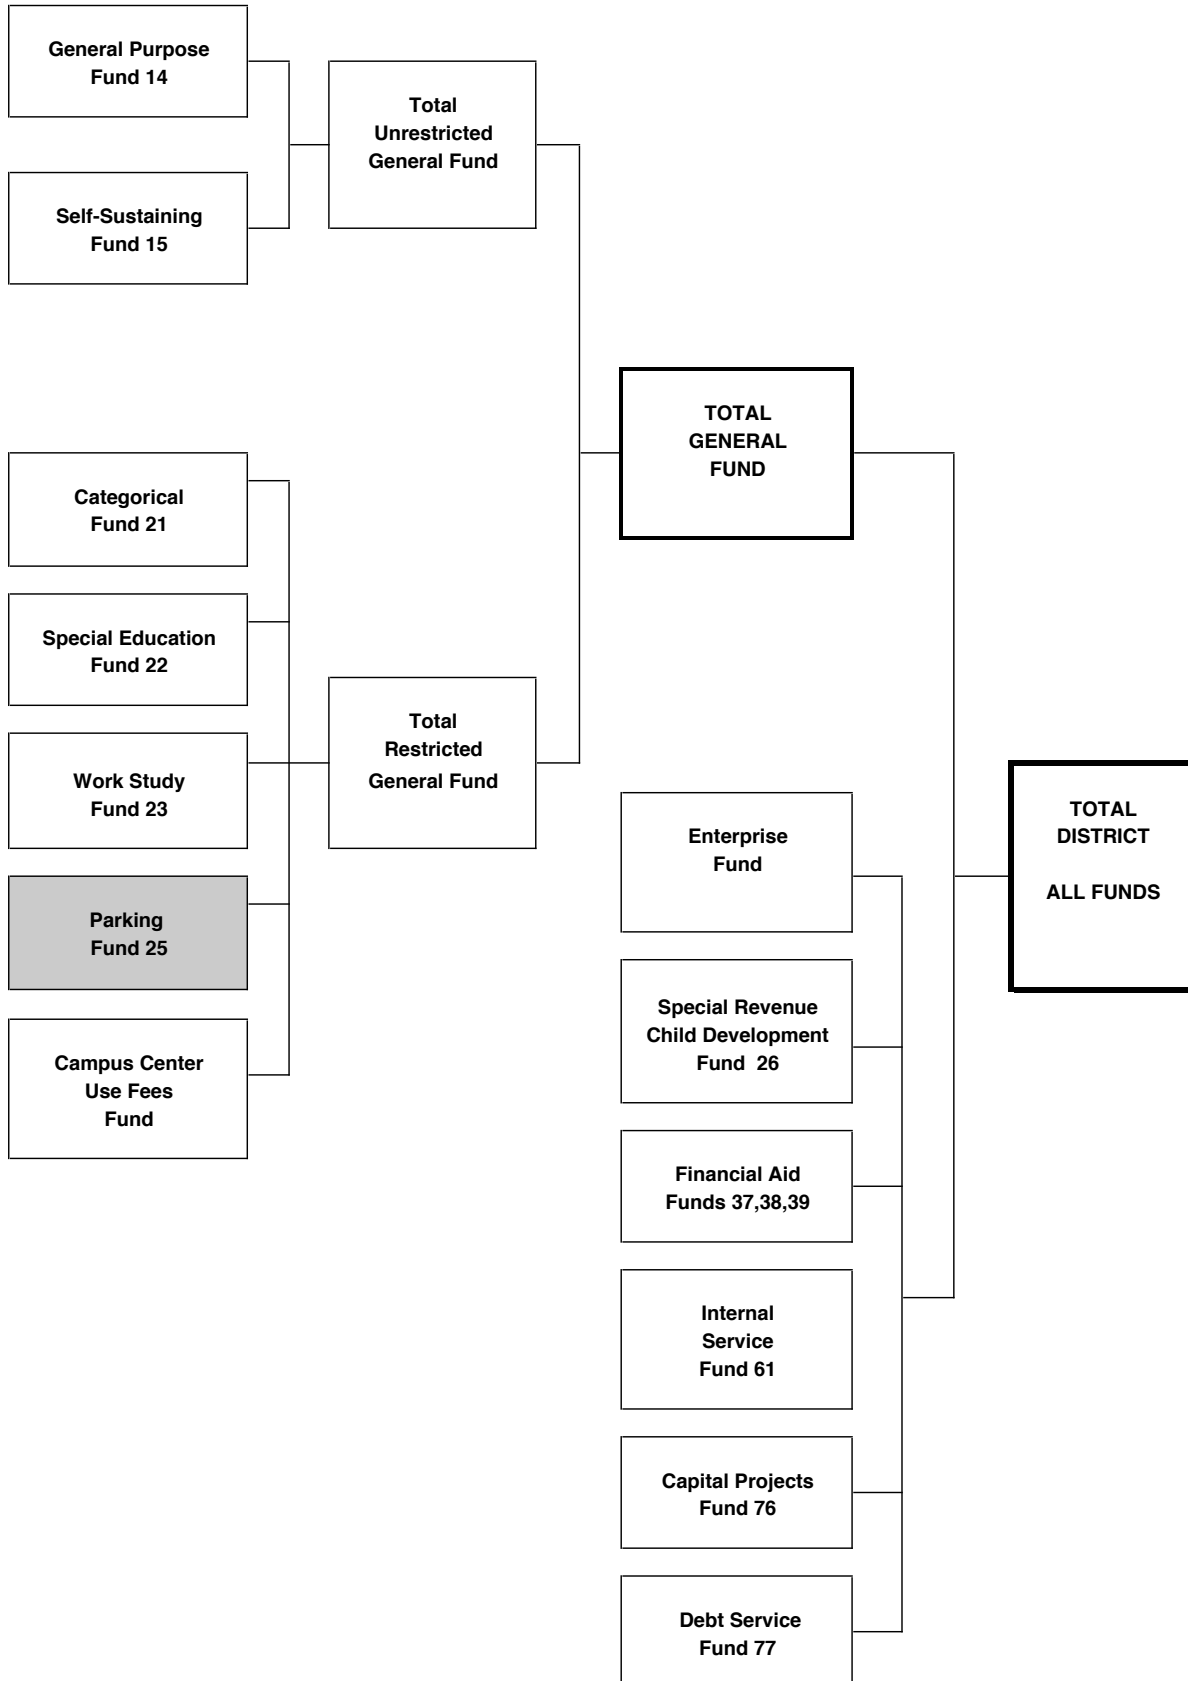 General Purpose
Fund 14
Self-Sustaining
Fund 15
Total
Unrestricted
General Fund
TOTAL
GENERAL
FUND
Categorical
Fund 21
Special Education
Fund 22
Work Study
Fund 23
Parking
Fund 25
Campus Center
Use Fees
Fund
Total
Restricted
General Fund
Enterprise
Fund
Special Revenue
Child Development
Fund  26
Financial Aid
Funds 37,38,39
Internal
Service
Fund 61
Capital Projects
Fund 76
Debt Service
Fund 77
TOTAL
DISTRICT
ALL FUNDS